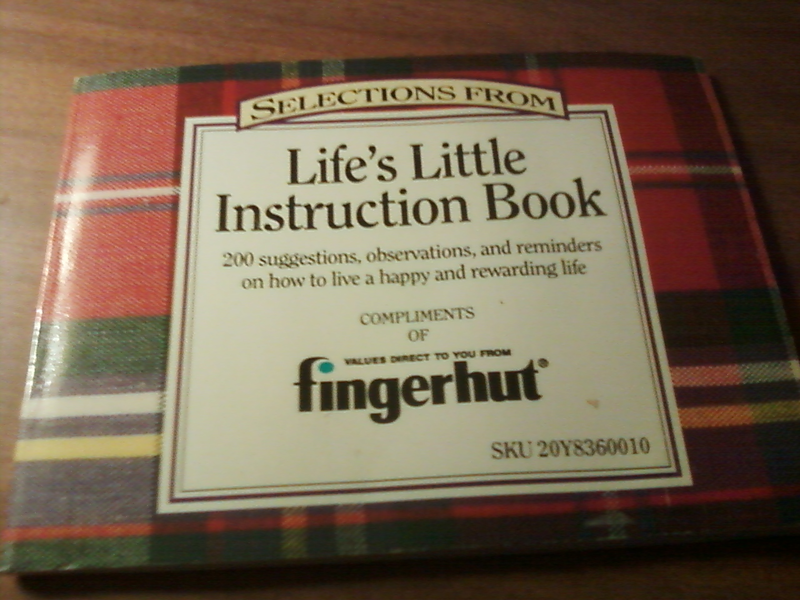 SELECTIONS FROM
Life's Little
Instruction Book
200 suggestions, observations, and reminders
on how to live a happy and rewarding life
COMPLIMENTS
OF
VALUES DIRECT TO YOU FROM
fingerhut®
SKU 20Y8360010